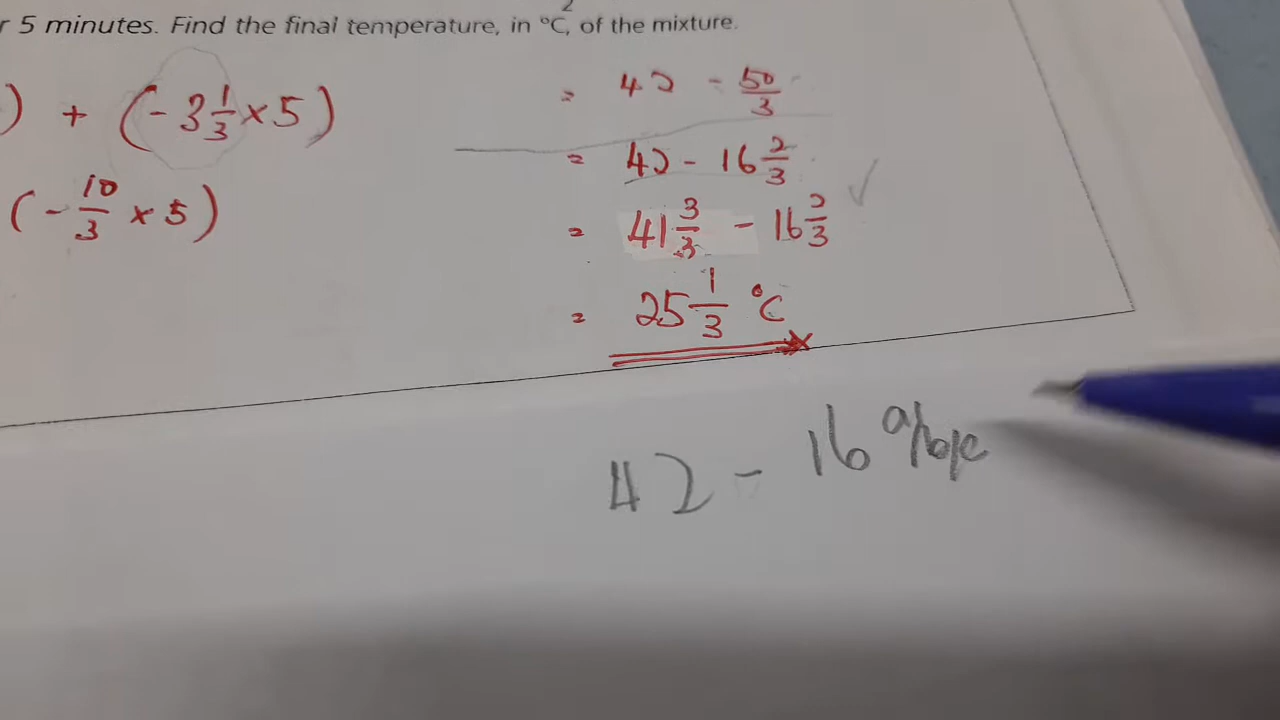 r 5 minutes. Find the final temperature, in °C, of the mixture.
2
) + (-3 1/3 × 5)
(- 10/3 × 5)
= 42 - 50/3
= 42 - 16 2/3
= 41 3/3 - 16 2/3
= 25 1/3 °C
42 - 16 a b/c